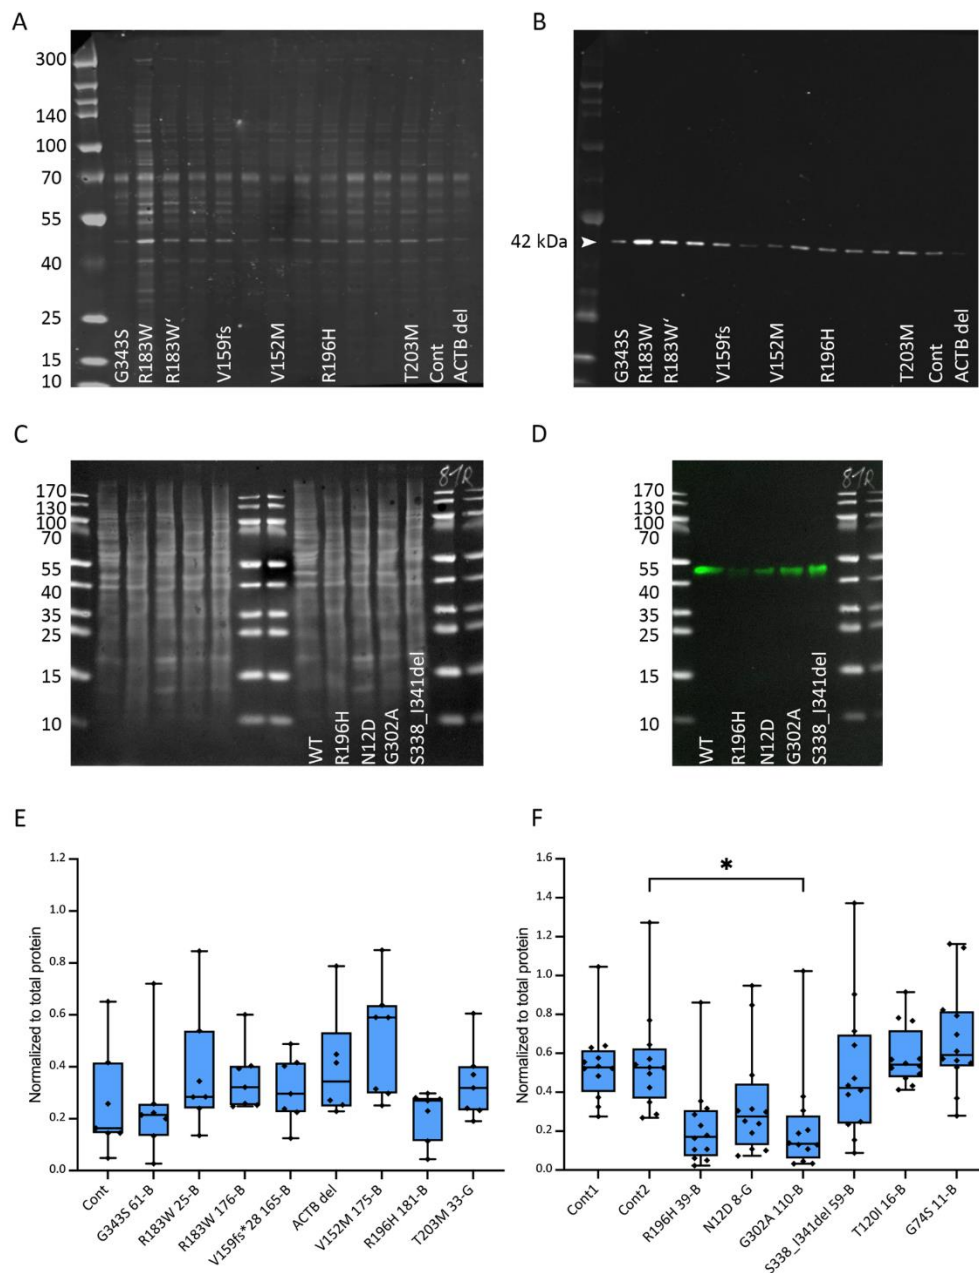 A
300
140
100
70
55
40
25
15
10
G343S
R183W
R183W‘
V159fs
V152M
R196H
T203M
Cont
ACTB del
B
42 kDa
G343S
R183W
R183W‘
V159fs
V152M
R196H
T203M
Cont
ACTB del
C
170
130
100
70
55
40
35
25
15
10
WT
R196H
N12D
G302A
S338_I341del
D
170
130
100
70
55
40
35
25
15
10
WT
R196H
N12D
G302A
S338_I341del
E
Normalized to total protein
1.2
1.0
0.8
0.6
0.4
0.2
0.0
Cont
G343S 61-B
R183W 25-B
R183W 176-B
V159fs*28 165-B
ACTB del
V152M 175-B
R196H 181-B
T203M 33-G
F
Normalized to total protein
1.6
1.4
1.2
1.0
0.8
0.6
0.4
0.2
0.0
*
Cont1
Cont2
R196H 39-B
N12D 8-G
G302A 110-B
S338_I341del 59-B
T120I 16-B
G74S 11-B